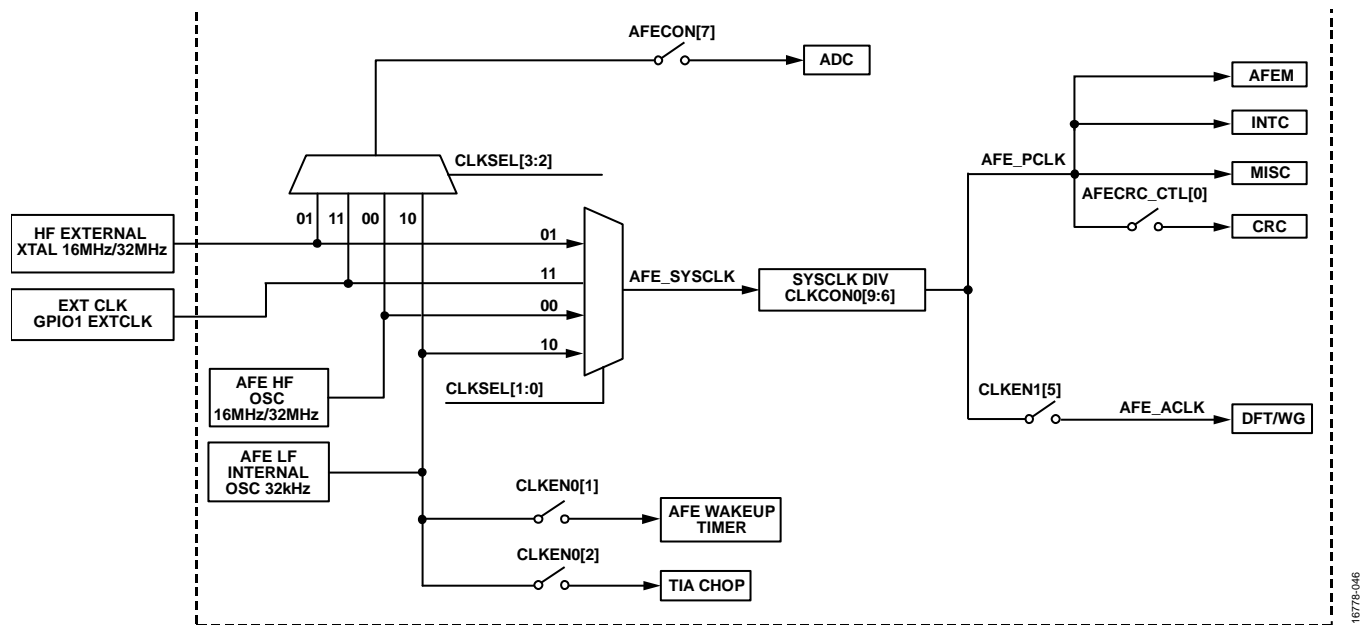 AFECON[7]
ADC
AFEM
INTC
AFE_PCLK
MISC
AFECRC_CTL[0]
CRC
CLKSEL[3:2]
01 11 00 10
HF EXTERNAL
XTAL 16MHz/32MHz
01
11
00
10
AFE_SYSCLK
SYSCLK DIV
CLKCON0[9:6]
EXT CLK
GPIO1 EXTCLK
CLKSEL[1:0]
AFE HF
OSC
16MHz/32MHz
CLKEN1[5]
AFE_ACLK
DFT/WG
AFE LF
INTERNAL
OSC 32kHz
CLKEN0[1]
AFE WAKEUP
TIMER
CLKEN0[2]
TIA CHOP
16778-046